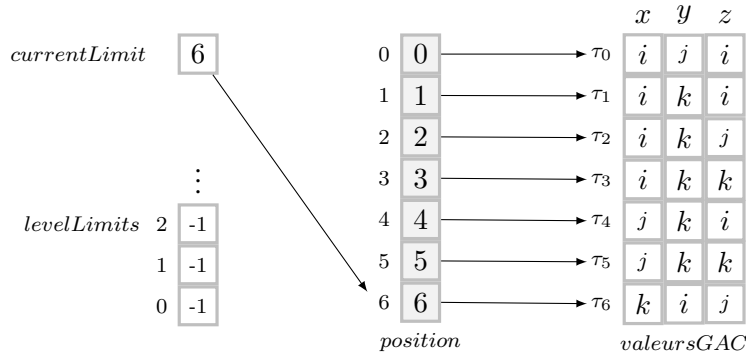 x y z
currentLimit 6 0 0 τ0 i j i
1 1 τ1 i k i
2 2 τ2 i k j
⋮ 3 3 τ3 i k k
levelLimits 2 -1 4 4 τ4 j k i
1 -1 5 5 τ5 j k k
0 -1 6 6 τ6 k i j
position valeursGAC